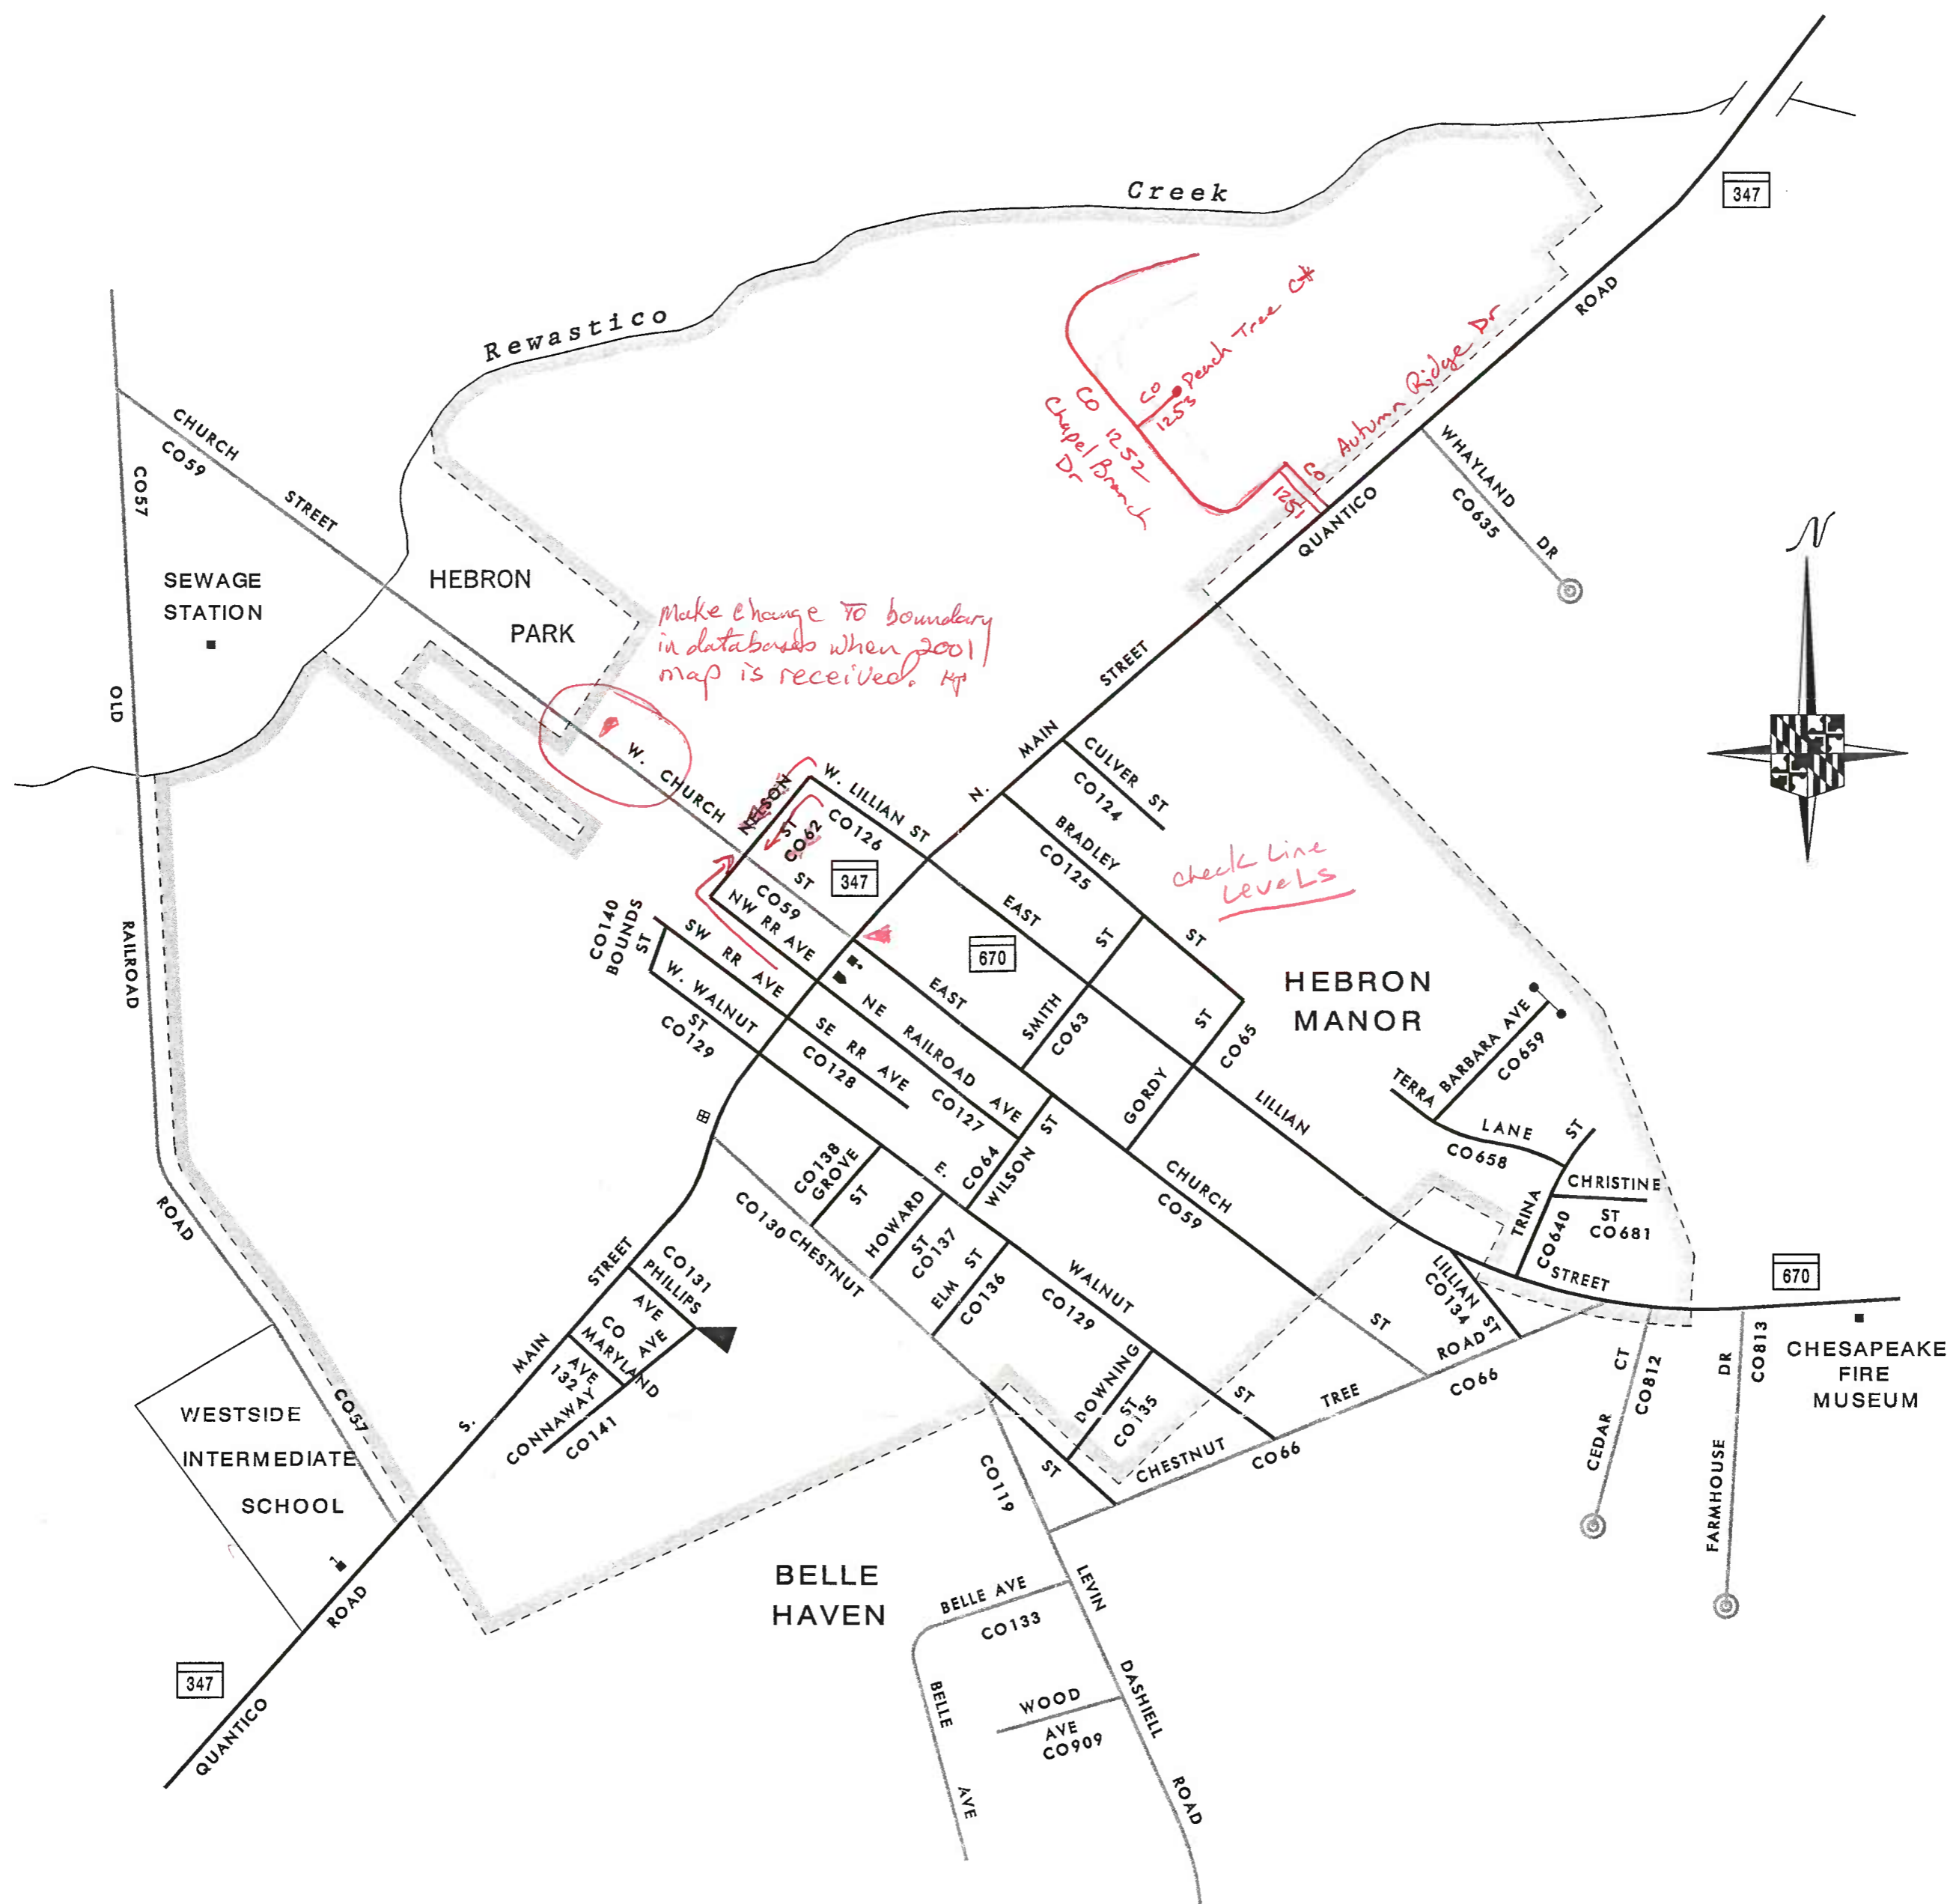 347
Creek
ROAD
Rewastico
CO Peach Tree Ct
1253
CO 1252
Chapel Branch
Dr
CO Autumn Ridge Dr
1251
CHURCH
CO59
STREET
CO57
QUANTICO
WHAYLAND
DR
CO635
N
SEWAGE
STATION
HEBRON
PARK
Make change To boundary
in databases when 2001
map is received.
OLD
STREET
MAIN
N.
CULVER ST
CO124
W. CHURCH
ST
NELSON
ST
CO62
W. LILLIAN ST
CO126
347
BRADLEY
ST
CO125
check Line
Levels
CO59
NW RR AVE
CO140
BOUNDS
ST
SW RR AVE
W. WALNUT
ST
CO129
RAILROAD
EAST
ST
670
HEBRON
MANOR
EAST
SMITH
CO63
ST
CO65
NE RAILROAD AVE
CO127
SE RR AVE
CO128
GORDY
LILLIAN
BARBARA AVE
CO659
TERRA
LANE
CO658
ST
CHRISTINE
ST
CO681
TRINA
CO640
ROAD
CO138
GROVE
ST
E.
CO64
WILSON
ST
CHURCH
CO59
CO130
CHESTNUT
HOWARD
ST
CO137
ELM ST
CO136
WALNUT
CO129
STREET
CO131
PHILLIPS
AVE
CO
MARYLAND
AVE
132
AVE
CONNAWAY
CO141
MAIN
S.
LILLIAN
CO134
ST
STREET
670
CHESAPEAKE
FIRE
MUSEUM
ST
ROAD
CO66
TREE
ST
CHESTNUT
CO66
DOWNING
ST
CO135
ST
CO119
CT
CO812
CEDAR
DR
CO813
FARMHOUSE
WESTSIDE
INTERMEDIATE
SCHOOL
CO57
ROAD
BELLE
HAVEN
BELLE AVE
CO133
LEVIN
DASHIELL
ROAD
BELLE
AVE
WOOD
AVE
CO909
347
QUANTICO